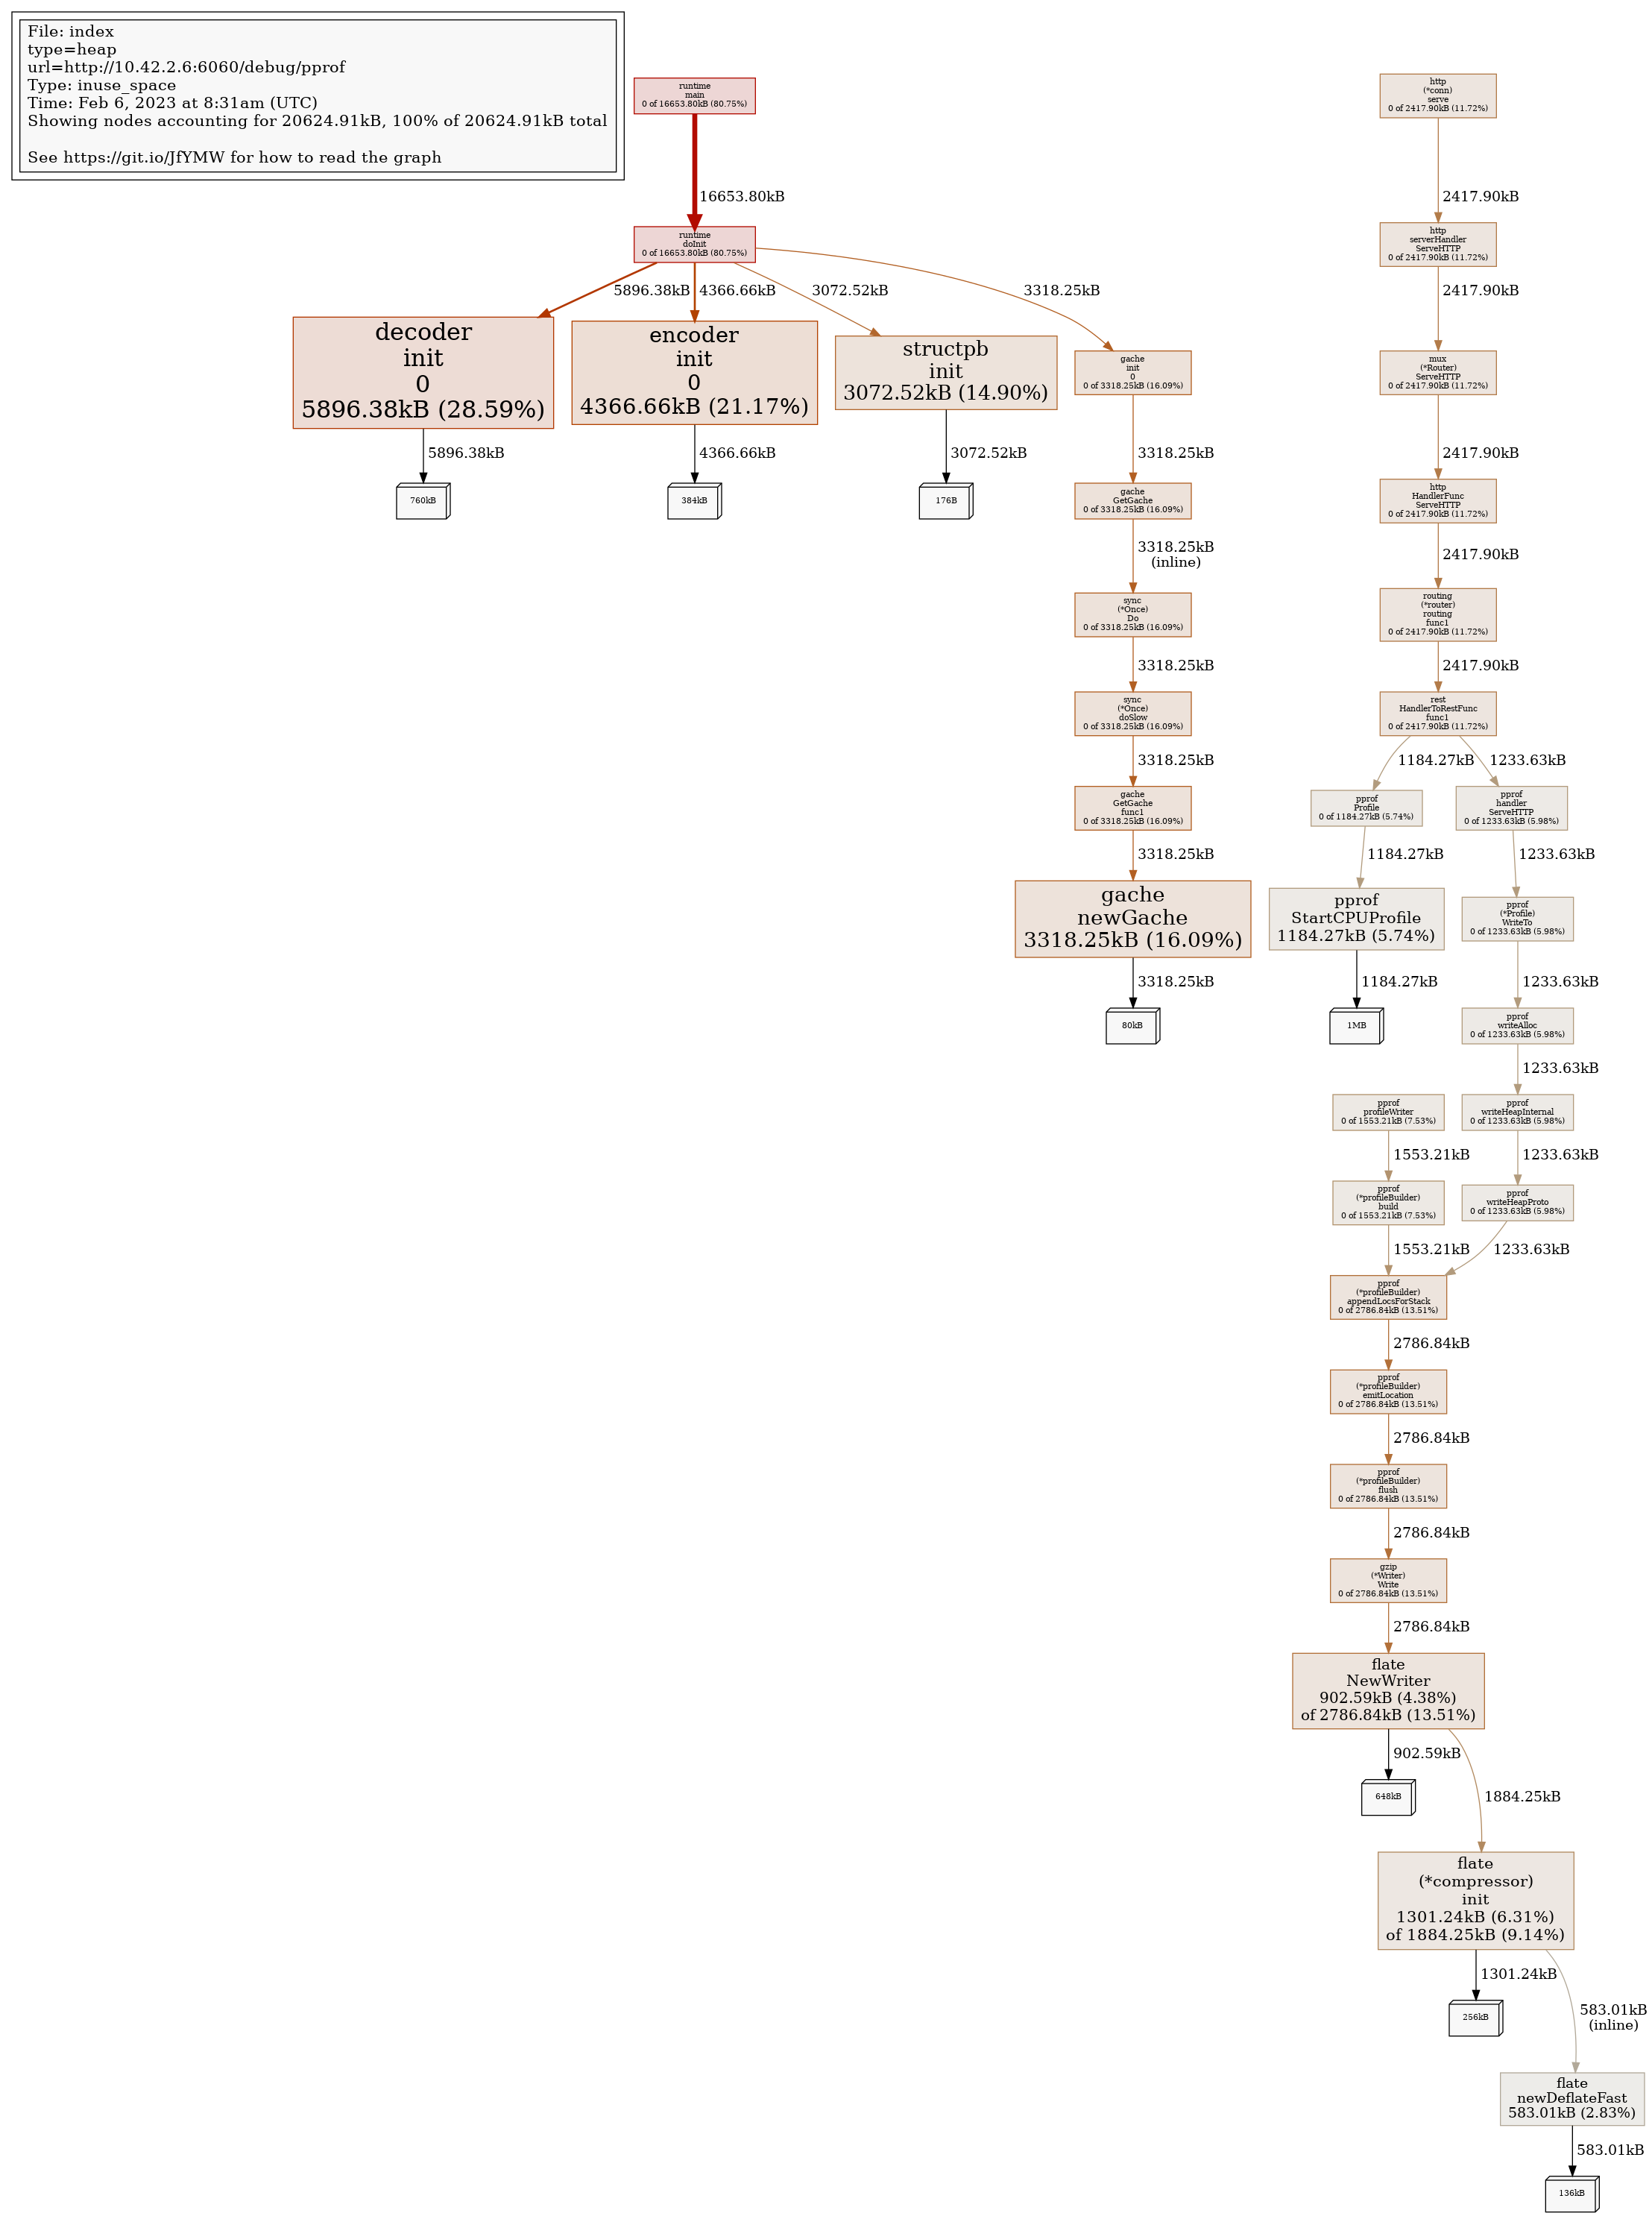 File: index
type=heap
url=http://10.42.2.6:6060/debug/pprof
Type: inuse_space
Time: Feb 6, 2023 at 8:31am (UTC)
Showing nodes accounting for 20624.91kB, 100% of 20624.91kB total
See https://git.io/JfYMW for how to read the graph
runtime
main
0 of 16653.80kB (80.75%)
16653.80kB
runtime
doInit
0 of 16653.80kB (80.75%)
5896.38kB
4366.66kB
3072.52kB
3318.25kB
decoder
init
0
5896.38kB (28.59%)
5896.38kB
760kB
encoder
init
0
4366.66kB (21.17%)
4366.66kB
384kB
structpb
init
3072.52kB (14.90%)
3072.52kB
176B
gache
init
0
0 of 3318.25kB (16.09%)
3318.25kB
gache
GetGache
0 of 3318.25kB (16.09%)
3318.25kB
(inline)
sync
(*Once)
Do
0 of 3318.25kB (16.09%)
3318.25kB
sync
(*Once)
doSlow
0 of 3318.25kB (16.09%)
3318.25kB
gache
GetGache
func1
0 of 3318.25kB (16.09%)
3318.25kB
gache
newGache
3318.25kB (16.09%)
3318.25kB
80kB
http
(*conn)
serve
0 of 2417.90kB (11.72%)
2417.90kB
http
serverHandler
ServeHTTP
0 of 2417.90kB (11.72%)
2417.90kB
mux
(*Router)
ServeHTTP
0 of 2417.90kB (11.72%)
2417.90kB
http
HandlerFunc
ServeHTTP
0 of 2417.90kB (11.72%)
2417.90kB
routing
(*router)
routing
func1
0 of 2417.90kB (11.72%)
2417.90kB
rest
HandlerToRestFunc
func1
0 of 2417.90kB (11.72%)
1184.27kB
1233.63kB
pprof
Profile
0 of 1184.27kB (5.74%)
1184.27kB
pprof
StartCPUProfile
1184.27kB (5.74%)
1184.27kB
1MB
pprof
handler
ServeHTTP
0 of 1233.63kB (5.98%)
1233.63kB
pprof
(*Profile)
WriteTo
0 of 1233.63kB (5.98%)
1233.63kB
pprof
writeAlloc
0 of 1233.63kB (5.98%)
1233.63kB
pprof
writeHeapInternal
0 of 1233.63kB (5.98%)
1233.63kB
pprof
writeHeapProto
0 of 1233.63kB (5.98%)
1233.63kB
pprof
profileWriter
0 of 1553.21kB (7.53%)
1553.21kB
pprof
(*profileBuilder)
build
0 of 1553.21kB (7.53%)
1553.21kB
pprof
(*profileBuilder)
appendLocsForStack
0 of 2786.84kB (13.51%)
2786.84kB
pprof
(*profileBuilder)
emitLocation
0 of 2786.84kB (13.51%)
2786.84kB
pprof
(*profileBuilder)
flush
0 of 2786.84kB (13.51%)
2786.84kB
gzip
(*Writer)
Write
0 of 2786.84kB (13.51%)
2786.84kB
flate
NewWriter
902.59kB (4.38%)
of 2786.84kB (13.51%)
902.59kB
648kB
1884.25kB
flate
(*compressor)
init
1301.24kB (6.31%)
of 1884.25kB (9.14%)
1301.24kB
256kB
583.01kB
(inline)
flate
newDeflateFast
583.01kB (2.83%)
583.01kB
136kB